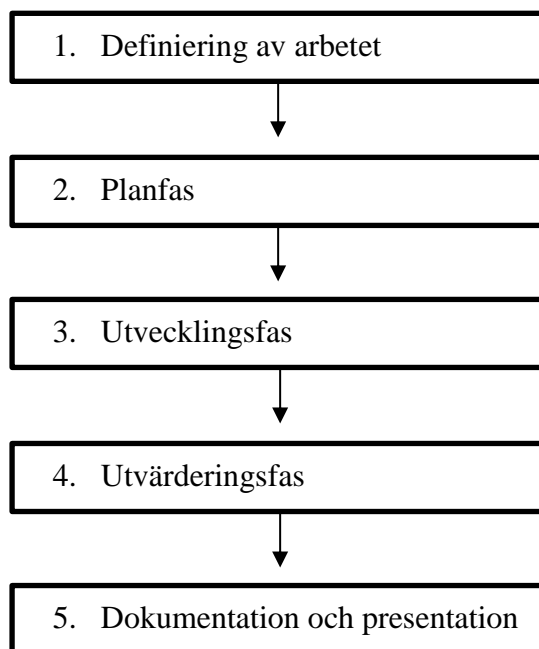 1. Definiering av arbetet
2. Planfas
3. Utvecklingsfas
4. Utvärderingsfas
5. Dokumentation och presentation